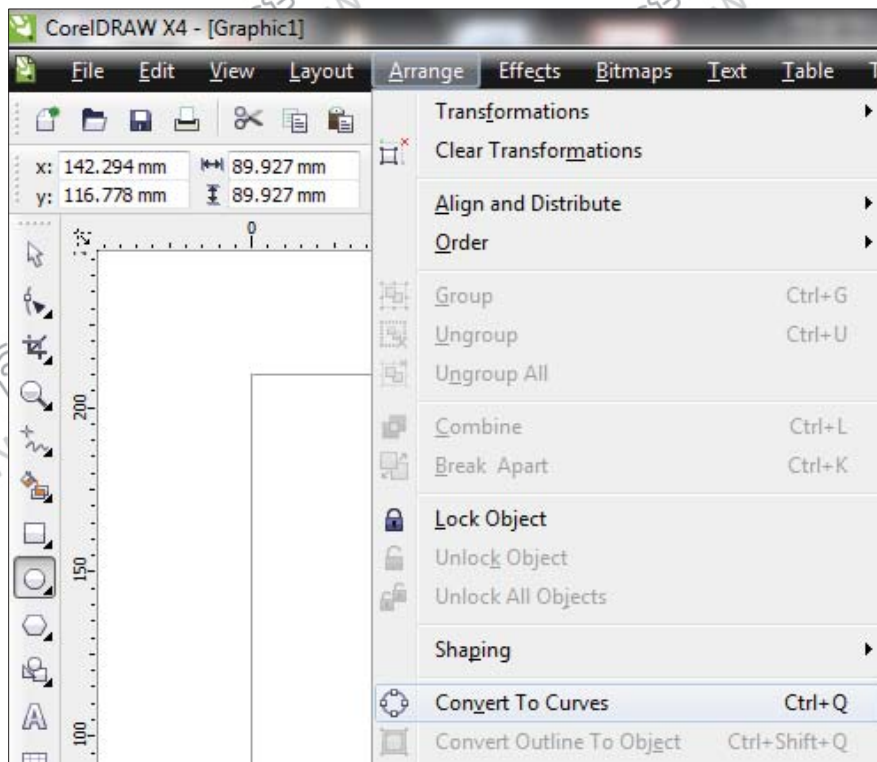 CorelDRAW X4 - [Graphic1]
File Edit View Layout Arrange Effects Bitmaps Text Table T
x: 142.294 mm 89.927 mm
y: 116.778 mm 89.927 mm
0
200
150
100
Transformations
Clear Transformations
Align and Distribute
Order
Group Ctrl+G
Ungroup Ctrl+U
Ungroup All
Combine Ctrl+L
Break Apart Ctrl+K
Lock Object
Unlock Object
Unlock All Objects
Shaping
Convert To Curves Ctrl+Q
Convert Outline To Object Ctrl+Shift+Q